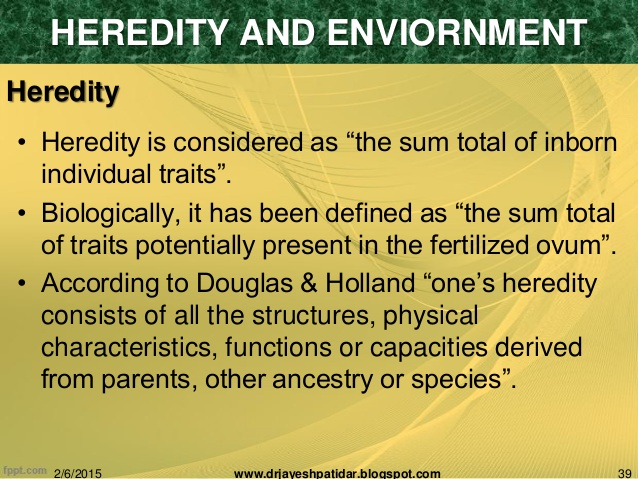 HEREDITY AND ENVIORNMENT
Heredity
• Heredity is considered as “the sum total of inborn
individual traits”.
• Biologically, it has been defined as “the sum total
of traits potentially present in the fertilized ovum”.
• According to Douglas & Holland “one’s heredity
consists of all the structures, physical
characteristics, functions or capacities derived
from parents, other ancestry or species”.
fppt.com 2/6/2015 www.drjayeshpatidar.blogspot.com 39